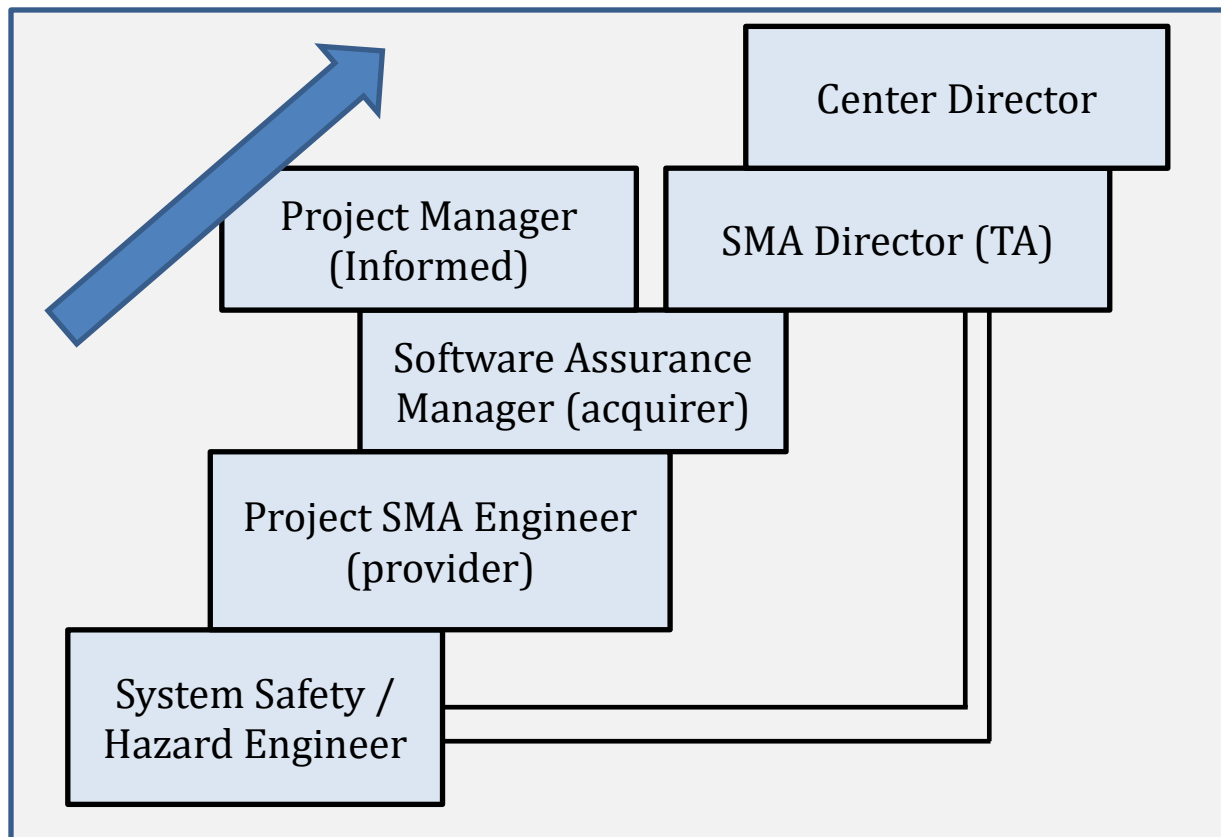 Center Director
Project Manager
(Informed)
SMA Director (TA)
Software Assurance
Manager (acquirer)
Project SMA Engineer
(provider)
System Safety /
Hazard Engineer